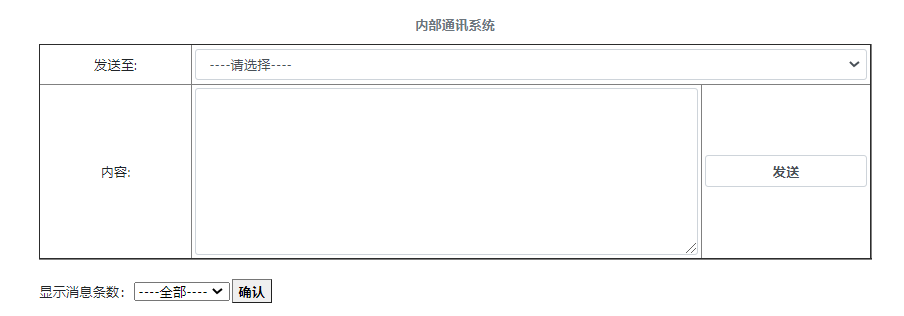 内部通讯系统
发送至:
----请选择----
内容:
发送
显示消息条数: ----全部---- 确认